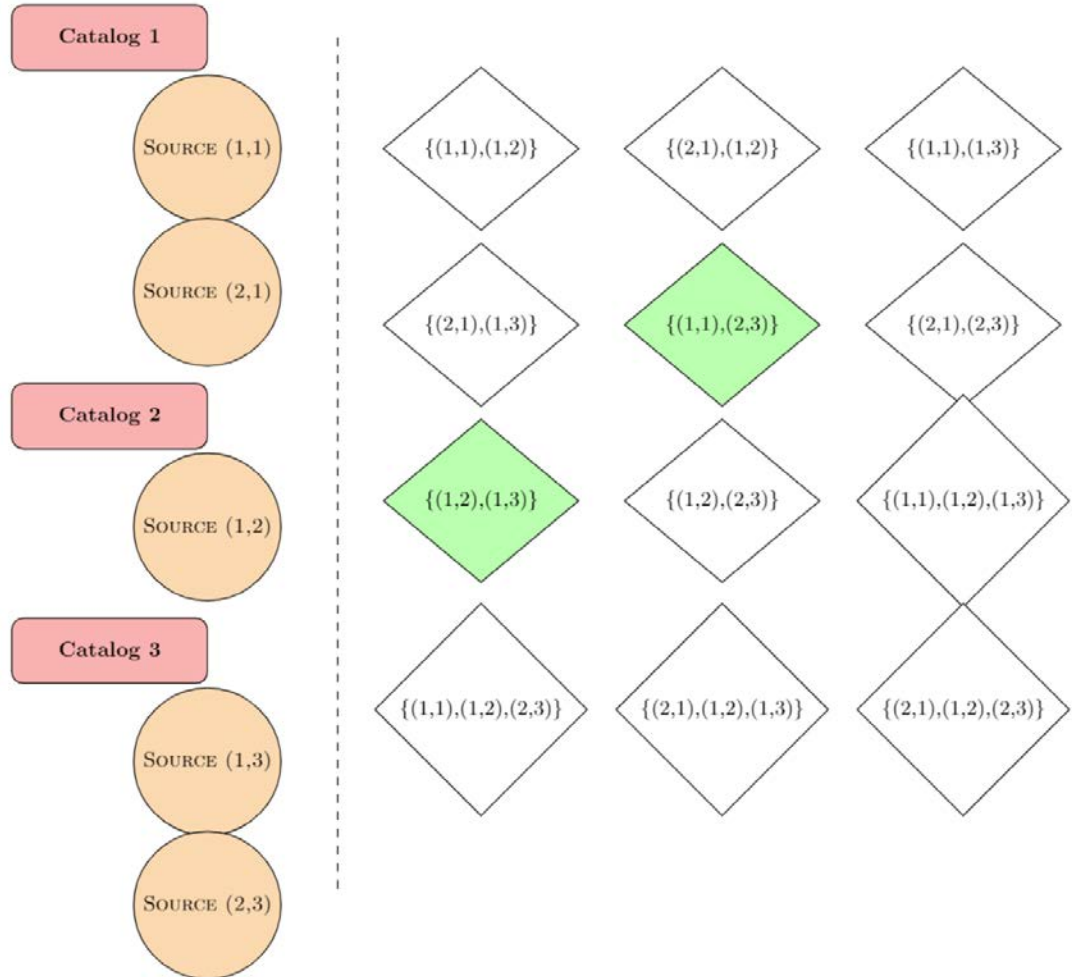 Catalog 1
SOURCE (1,1)
SOURCE (2,1)
Catalog 2
SOURCE (1,2)
Catalog 3
SOURCE (1,3)
SOURCE (2,3)
{(1,1),(1,2)}
{(2,1),(1,2)}
{(1,1),(1,3)}
{(2,1),(1,3)}
{(1,1),(2,3)}
{(2,1),(2,3)}
{(1,2),(1,3)}
{(1,2),(2,3)}
{(1,1),(1,2),(1,3)}
{(1,1),(1,2),(2,3)}
{(2,1),(1,2),(1,3)}
{(2,1),(1,2),(2,3)}